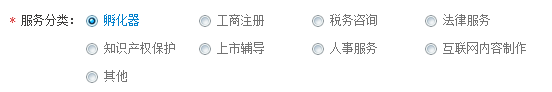 * 服务分类： 孵化器 工商注册 税务咨询 法律服务
知识产权保护 上市辅导 人事服务 互联网内容制作
其他